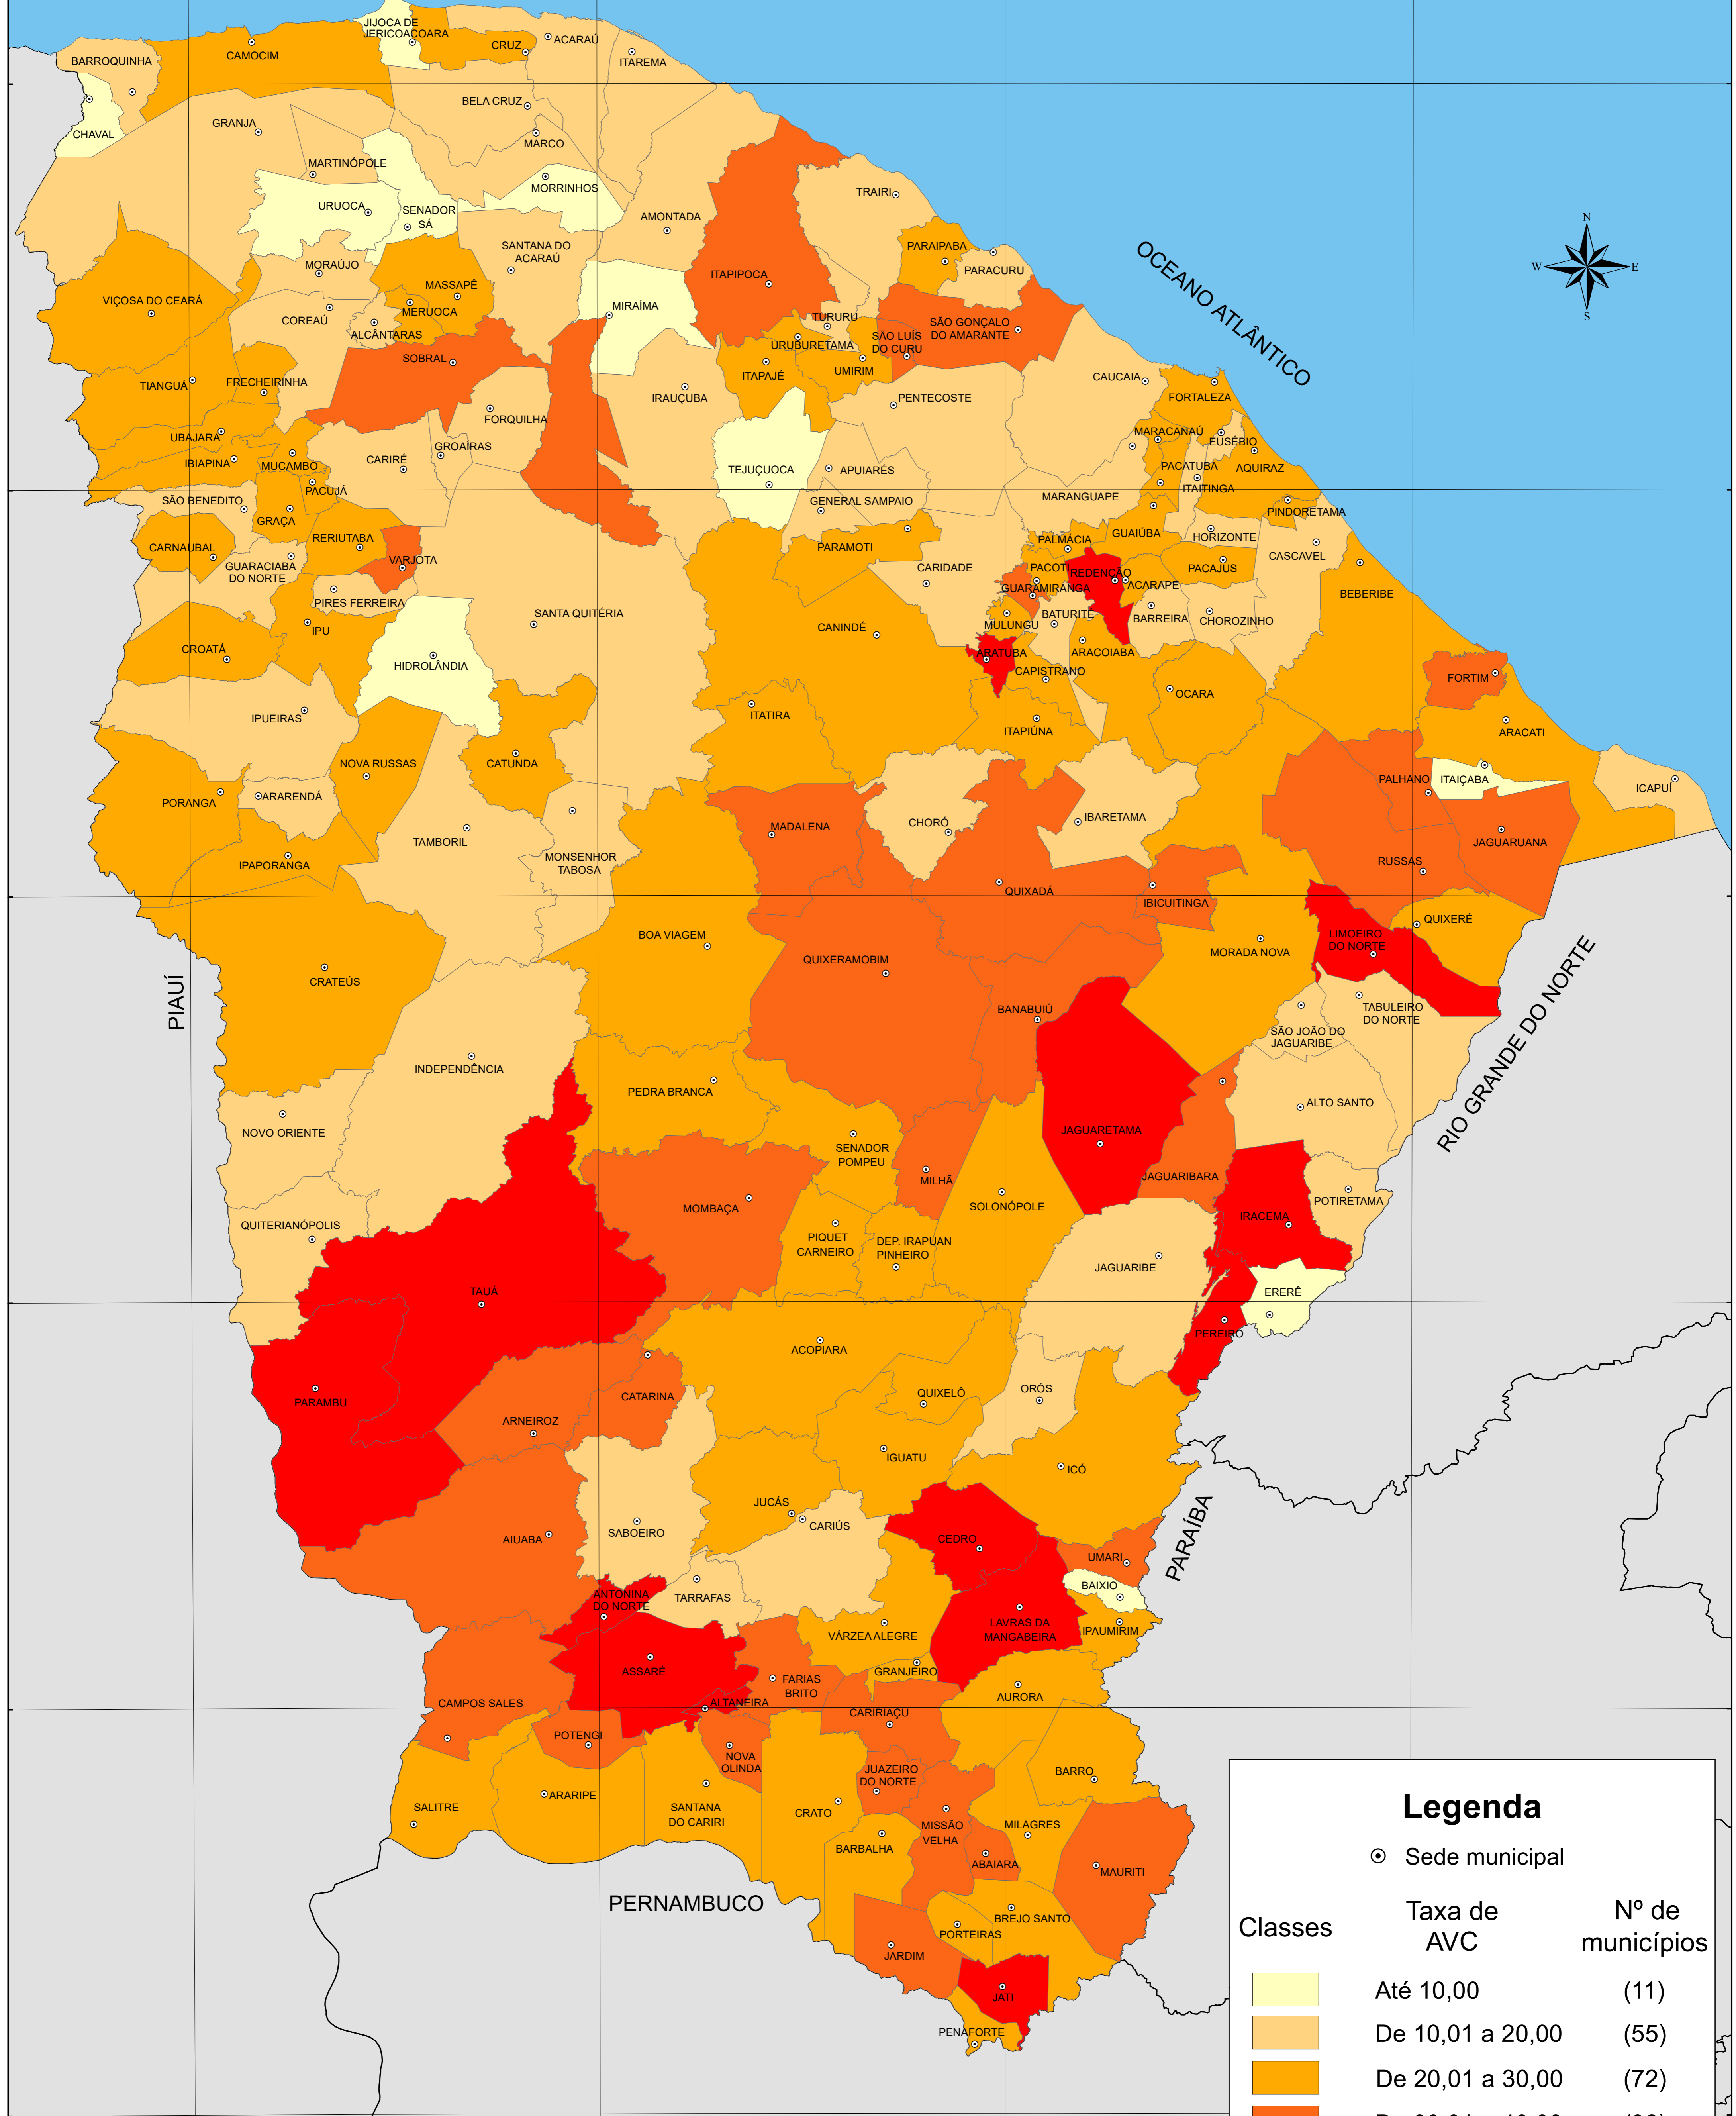 JIJOCA DE
JERICOACOARA
CRUZ
ACARAÚ
ITAREMA
BARROQUINHA
CAMOCIM
BELA CRUZ
CHAVAL
GRANJA
MARCO
MARTINÓPOLE
MORRINHOS
URUOCA
SENADOR
SÁ
AMONTADA
TRAIRI
SANTANA DO
ACARAÚ
PARAIPABA
PARACURU
MORAÚJO
MASSAPÊ
ITAPIPOCA
OCEANO ATLÂNTICO
N
W
E
S
VIÇOSA DO CEARÁ
MERUOCA
MIRAÍMA
COREAÚ
ALCÂNTARAS
TURURU
SÃO GONÇALO
DO AMARANTE
URUBURETAMA
SÃO LUÍS
DO CURU
SOBRAL
UMIRIM
ITAPAJÉ
TIANGUÁ
FRECHEIRINHA
CAUCAIA
FORTALEZA
IRAUÇUBA
PENTECOSTE
FORQUILHA
UBAJARA
GROAÍRAS
MARACANAÚ
EUSÉBIO
IBIAPINA
MUCAMBO
CARIRÉ
TEJUÇUOCA
APUIARÉS
PACATUBA
AQUIRAZ
PACUJÁ
ITAITINGA
SÃO BENEDITO
GENERAL SAMPAIO
MARANGUAPE
PINDORETAMA
GRAÇA
CARNAUBAL
RERIUTABA
PARAMOTI
PALMÁCIA
GUAIÚBA
HORIZONTE
CASCAVEL
GUARACIABA
DO NORTE
VARJOTA
CARIDADE
PACOTI
REDENÇÃO
PACAJUS
ACARAPE
GUARAMIRANGA
PIRES FERREIRA
BEBERIBE
SANTA QUITÉRIA
CANINDÉ
MULUNGU
BATURITÉ
BARREIRA
CHOROZINHO
IPU
CROATÁ
HIDROLÂNDIA
ARATUBA
ARACOIABA
CAPISTRANO
FORTIM
OCARA
IPUEIRAS
ITATIRA
ITAPIÚNA
ARACATI
NOVA RUSSAS
CATUNDA
PALHANO
ITAIÇABA
ICAPUÍ
PORANGA
ARARENDÁ
MADALENA
CHORÓ
IBARETAMA
TAMBORIL
JAGUARUANA
IPAPORANGA
MONSENHOR
TABOSA
RUSSAS
QUIXADÁ
IBICUITINGA
QUIXERÉ
BOA VIAGEM
LIMOEIRO
DO NORTE
QUIXERAMOBIM
MORADA NOVA
CRATEÚS
PIAUÍ
BANABUIÚ
TABULEIRO
DO NORTE
SÃO JOÃO DO
JAGUARIBE
RIO GRANDE DO NORTE
INDEPENDÊNCIA
PEDRA BRANCA
ALTO SANTO
NOVO ORIENTE
SENADOR
POMPEU
JAGUARETAMA
MILHÃ
JAGUARIBARA
POTIRETAMA
MOMBAÇA
SOLONÓPOLE
IRACEMA
QUITERIANÓPOLIS
PIQUET
CARNEIRO
DEP. IRAPUAN
PINHEIRO
JAGUARIBE
TAUÁ
ERERÊ
PEREIRO
ACOPIARA
PARAMBU
CATARINA
QUIXELÔ
ORÓS
ARNEIROZ
IGUATU
ICÓ
JUCÁS
CARIÚS
SABOEIRO
AIUABA
CEDRO
PARAÍBA
UMARI
BAIXIO
ANTONINA
DO NORTE
TARRAFAS
LAVRAS DA
MANGABEIRA
IPAUMIRIM
VÁRZEA ALEGRE
ASSARÉ
GRANJEIRO
FARIAS
BRITO
AURORA
CAMPOS SALES
ALTANEIRA
CARIRIAÇU
POTENGI
NOVA
OLINDA
JUAZEIRO
DO NORTE
BARRO
ARARIPE
SALITRE
SANTANA
DO CARIRI
CRATO
MISSÃO
VELHA
MILAGRES
BARBALHA
ABAIARA
MAURITI
PERNAMBUCO
BREJO SANTO
PORTEIRAS
JARDIM
JATI
PENAFORTE
Legenda
Sede municipal
Classes
Taxa de
AVC
Nº de
municípios
Até 10,00 (11)
De 10,01 a 20,00 (55)
De 20,01 a 30,00 (72)